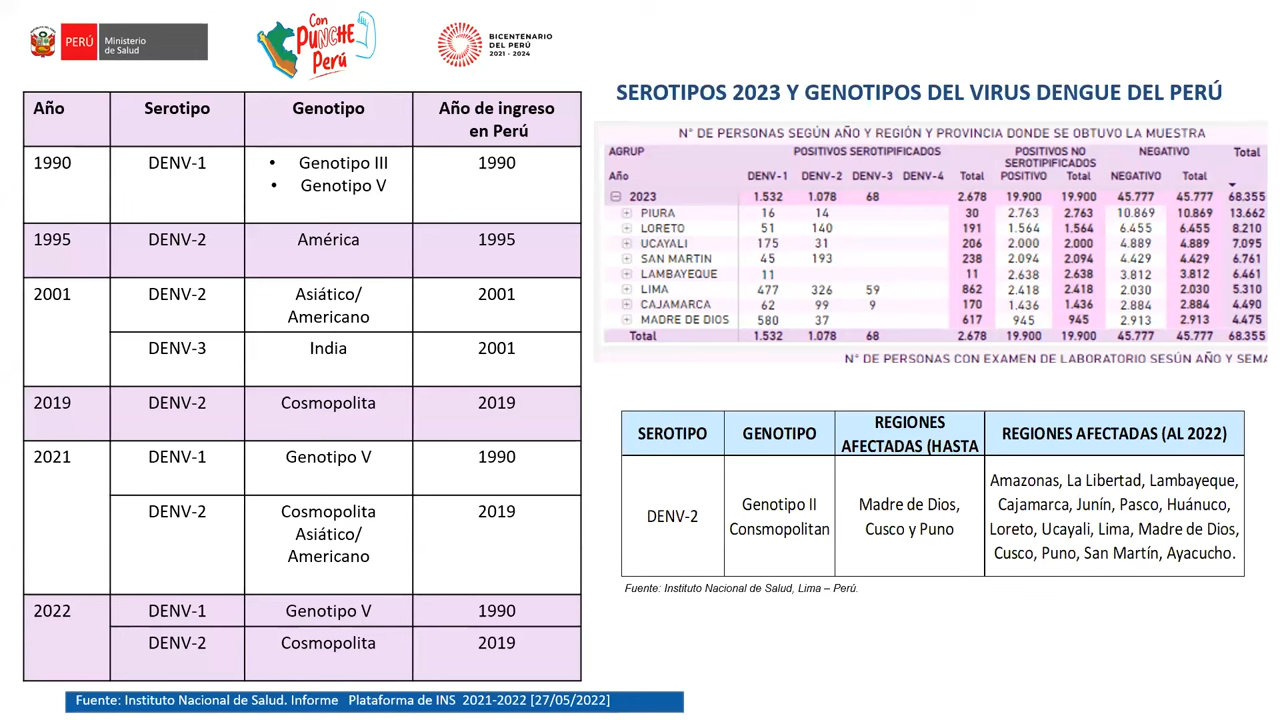 PERÚ
Ministerio
de Salud
Con
PUNCHE
Perú
BICENTENARIO
DEL PERÚ
2021 - 2024
Año Serotipo Genotipo Año de ingreso
en Perú
1990 DENV-1 • Genotipo III 1990
• Genotipo V
1995 DENV-2 América 1995
2001 DENV-2 Asiático/ 2001
Americano
DENV-3 India 2001
2019 DENV-2 Cosmopolita 2019
2021 DENV-1 Genotipo V 1990
DENV-2 Cosmopolita 2019
Asiático/
Americano
2022 DENV-1 Genotipo V 1990
DENV-2 Cosmopolita 2019
Fuente: Instituto Nacional de Salud. Informe Plataforma de INS 2021-2022 [27/05/2022]
SEROTIPOS 2023 Y GENOTIPOS DEL VIRUS DENGUE DEL PERÚ
N° DE PERSONAS SEGÚN AÑO Y REGIÓN Y PROVINCIA DONDE SE OBTUVO LA MUESTRA
AGRUP POSITIVOS SEROTIPIFICADOS POSITIVOS NO NEGATIVO Total
SEROTIPIFICADOS
Año DENV-1 DENV-2 DENV-3 DENV-4 Total POSITIVO Total NEGATIVO Total
2023 1.532 1.078 68 2.678 19.900 19.900 45.777 45.777 68.355
PIURA 16 14 30 2.763 2.763 10.869 10.869 13.662
LORETO 51 140 191 1.564 1.564 6.455 6.455 8.210
UCAYALI 175 31 206 2.000 2.000 4.889 4.889 7.095
SAN MARTIN 45 193 238 2.094 2.094 4.429 4.429 6.761
LAMBAYEQUE 11 11 2.638 2.638 3.812 3.812 6.461
LIMA 477 326 59 862 2.418 2.418 2.030 2.030 5.310
CAJAMARCA 62 99 9 170 1.436 1.436 2.884 2.884 4.490
MADRE DE DIOS 580 37 617 945 945 2.913 2.913 4.475
Total 1.532 1.078 68 2.678 19.900 19.900 45.777 45.777 68.355
N° DE PERSONAS CON EXAMEN DE LABORATORIO SESÚN AÑO Y SEMA
SEROTIPO GENOTIPO REGIONES AFECTADAS (HASTA REGIONES AFECTADAS (AL 2022)
DENV-2 Genotipo II Consmopolitan Madre de Dios, Cusco y Puno Amazonas, La Libertad, Lambayeque,
Cajamarca, Junín, Pasco, Huánuco,
Loreto, Ucayali, Lima, Madre de Dios,
Cusco, Puno, San Martín, Ayacucho.
Fuente: Instituto Nacional de Salud, Lima – Perú.